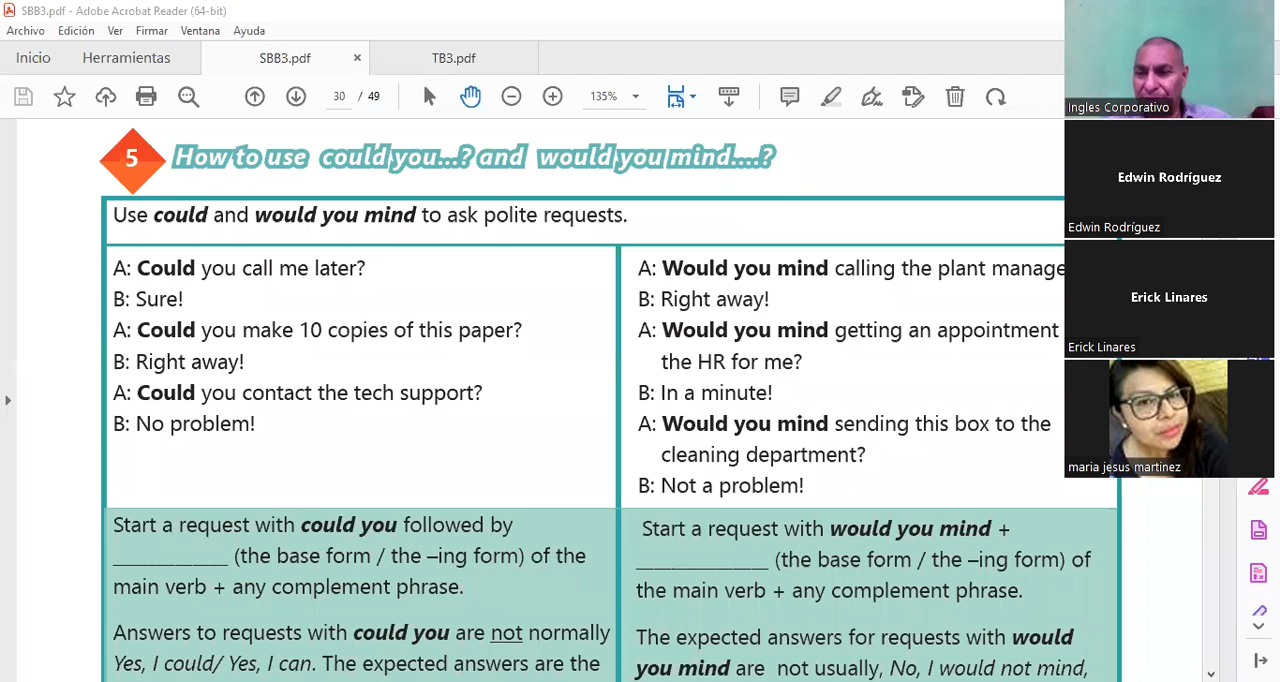 SBB3.pdf - Adobe Acrobat Reader (64-bit)
Archivo Edición Ver Firmar Ventana Ayuda
Inicio Herramientas SBB3.pdf × TB3.pdf
30 / 49 135%
5 How to use could you...? and would you mind....?
Use could and would you mind to ask polite requests.
A: Could you call me later?
B: Sure!
A: Could you make 10 copies of this paper?
B: Right away!
A: Could you contact the tech support?
B: No problem!
A: Would you mind calling the plant manage
B: Right away!
A: Would you mind getting an appointment
the HR for me?
B: In a minute!
A: Would you mind sending this box to the
cleaning department?
B: Not a problem!
Start a request with could you followed by
____________ (the base form / the –ing form) of the
main verb + any complement phrase.
Answers to requests with could you are not normally
Yes, I could/ Yes, I can. The expected answers are the
Start a request with would you mind +
______________ (the base form / the –ing form) of
the main verb + any complement phrase.
The expected answers for requests with would
you mind are not usually, No, I would not mind,
Ingles Corporativo
Edwin Rodríguez
Edwin Rodríguez
Erick Linares
Erick Linares
maria jesus martinez